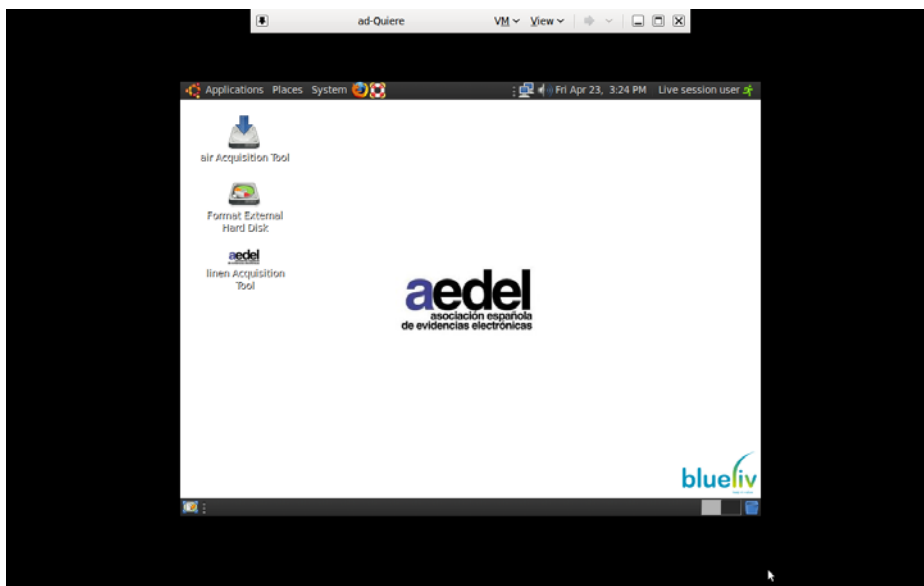 ad-Quiere
VM View
Applications Places System
Fri Apr 23, 3:24 PM Live session user
air Acquisition Tool
Format External
Hard Disk
aedel
linen Acquisition
Tool
aedel
asociación española
de evidencias electrónicas
blueliv